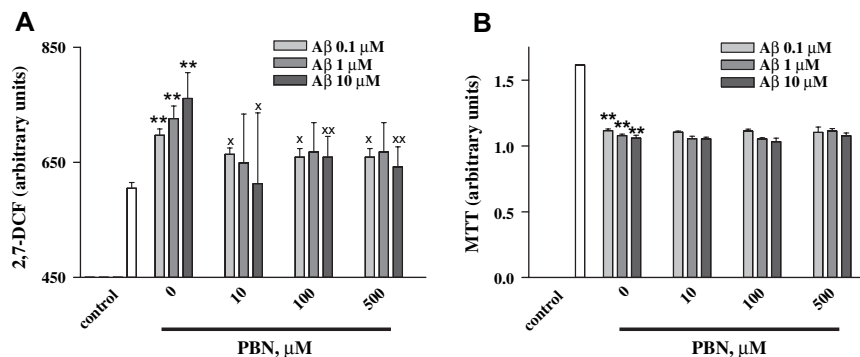 A
2,7-DCF (arbitrary units)
850
650
450
Aβ 0.1 μM
Aβ 1 μM
Aβ 10 μM
** ** **
x x x xx x xx
control 0 10 100 500
PBN, μM
B
MTT (arbitrary units)
1.5
1.0
0.5
0.0
Aβ 0.1 μM
Aβ 1 μM
Aβ 10 μM
** ** **
control 0 10 100 500
PBN, μM